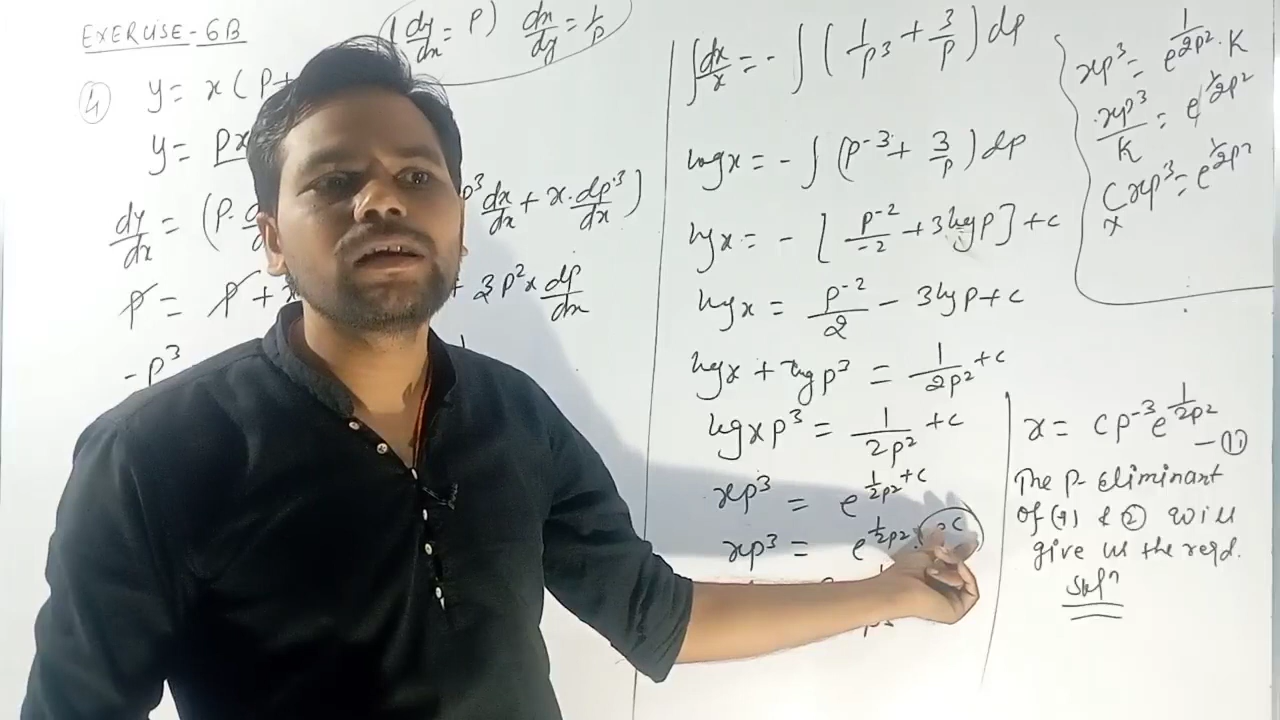 EXERCISE-6B
(dy/dx = P) dx/dy = 1/P
④ y = x(P+
y = Px
dy/dx = (P. P³ dx/dx + x. dp³/dx)
P = P + x + 3P²x dp/dx
-P³
∫dx/x = - ∫(1/P³ + 3/P) dp
log x = - ∫(P⁻³ + 3/P) dp
log x = - [P⁻²/-2 + 3 log P] + c
log x = P⁻²/2 - 3 log P + c
log x + log P³ = 1/2P² + c
log xp³ = 1/2P² + c
xp³ = e^(1/2P² + c)
xp³ = e^(1/2P²).
xp³ = e^(1/2P²). K
xp³/K = e^(1/2P²)
C xp³ = e^(1/2P²)
x
x = C P⁻³ e^(1/2P²) — ⑪
The P- eliminant
of (1) & ② will
give us the reqd.
Solⁿ